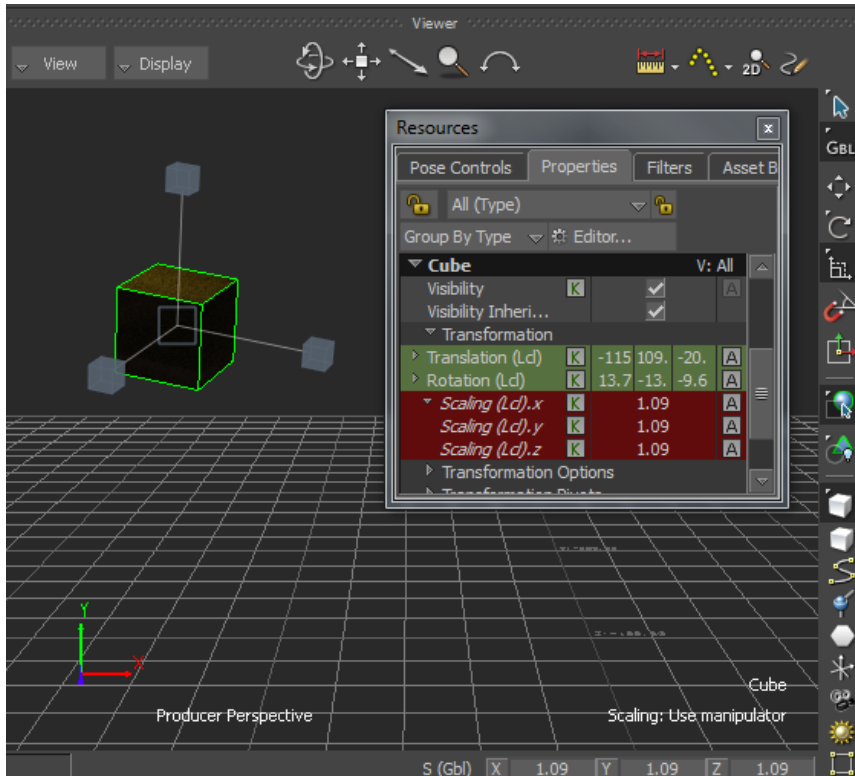 Viewer
View
Display
2D
Resources
x
GBL
Pose Controls
Properties
Filters
Asset B
All (Type)
Group By Type
Editor...
Cube V: All
Visibility K A
Visibility Inheri...
Transformation
Translation (Lcl) K -115 109. -20. A
Rotation (Lcl) K 13.7 -13. -9.6 A
Scaling (Lcl).x K 1.09 A
Scaling (Lcl).y K 1.09 A
Scaling (Lcl).z K 1.09 A
Transformation Options
Transformation Pivots
Y
X
Cube
Producer Perspective
Scaling: Use manipulator
S (Gbl) X 1.09 Y 1.09 Z 1.09